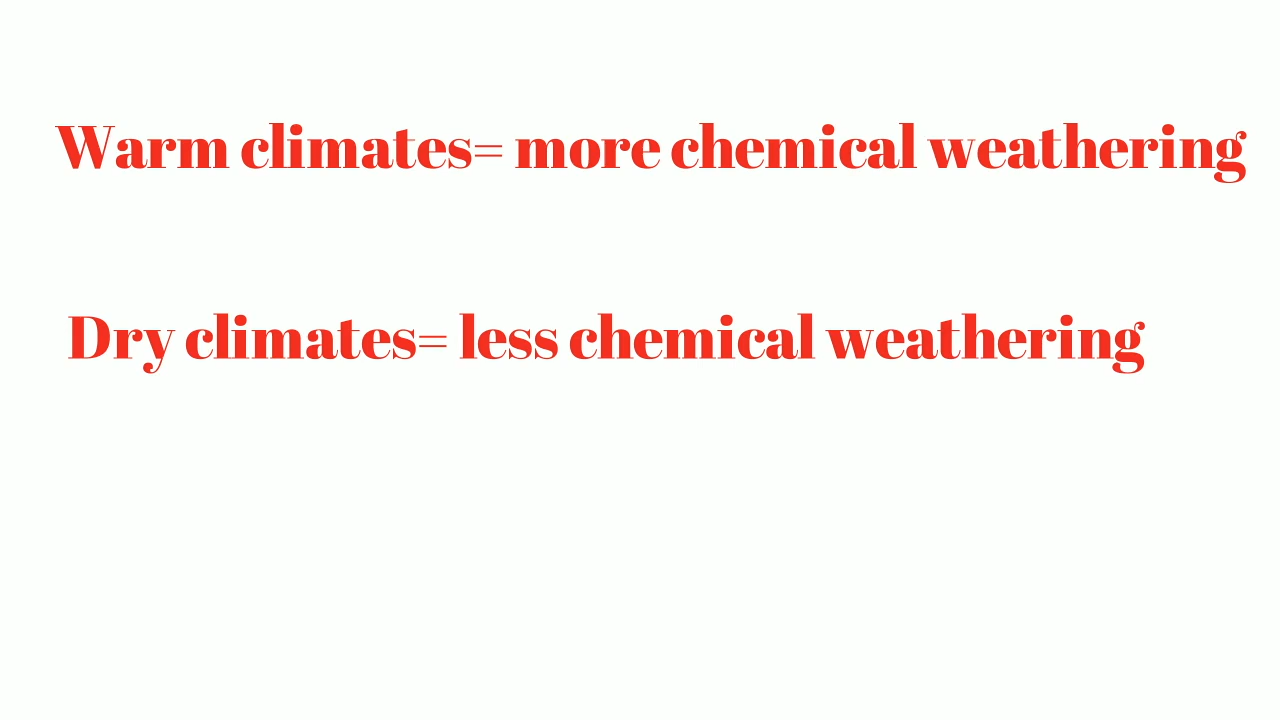 Warm climates= more chemical weathering
Dry climates= less chemical weathering